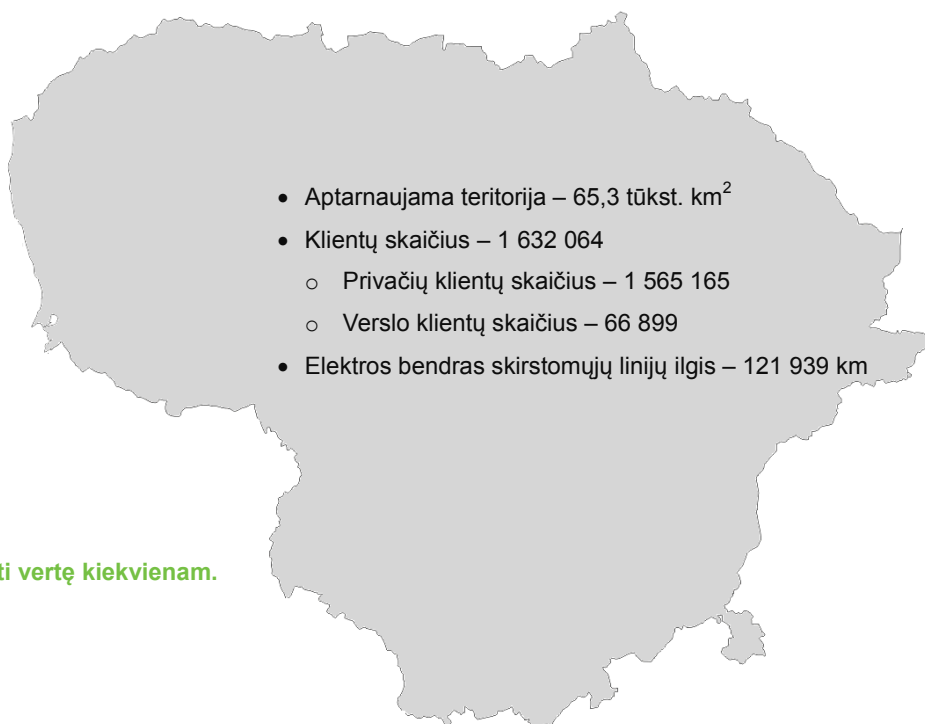 • Aptarnaujama teritorija – 65,3 tūkst. km²
• Klientų skaičius – 1 632 064
o Privačių klientų skaičius – 1 565 165
o Verslo klientų skaičius – 66 899
• Elektros bendras skirstomųjų linijų ilgis – 121 939 km
ti vertę kiekvienam.